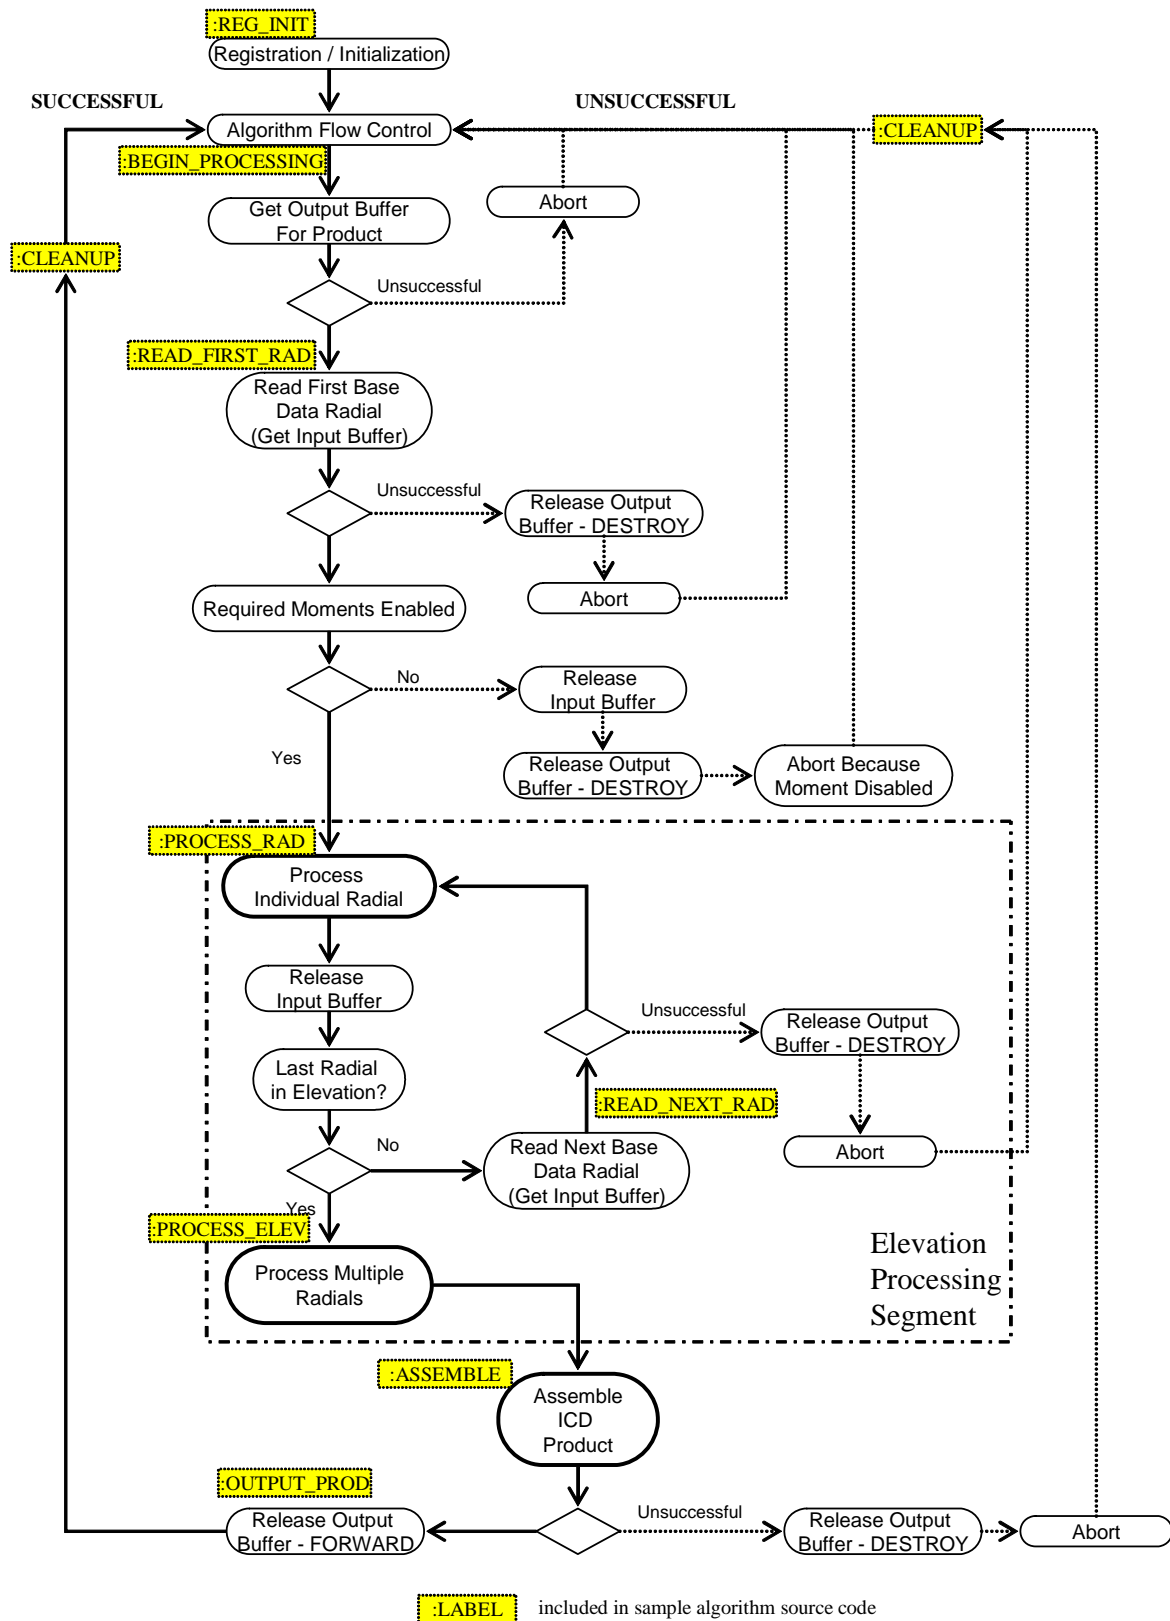 :REG_INIT
Registration / Initialization
SUCCESSFUL
UNSUCCESSFUL
Algorithm Flow Control
:CLEANUP
:BEGIN_PROCESSING
Get Output Buffer
For Product
Abort
:CLEANUP
Unsuccessful
:READ_FIRST_RAD
Read First Base
Data Radial
(Get Input Buffer)
Unsuccessful
Release Output
Buffer - DESTROY
Abort
Required Moments Enabled
No
Release
Input Buffer
Yes
Release Output
Buffer - DESTROY
Abort Because
Moment Disabled
:PROCESS_RAD
Process
Individual Radial
Release
Input Buffer
Unsuccessful
Release Output
Buffer - DESTROY
Last Radial
in Elevation?
:READ_NEXT_RAD
No
Read Next Base
Data Radial
(Get Input Buffer)
Abort
Yes
:PROCESS_ELEV
Process Multiple
Radials
Elevation
Processing
Segment
:ASSEMBLE
Assemble
ICD
Product
:OUTPUT_PROD
Release Output
Buffer - FORWARD
Unsuccessful
Release Output
Buffer - DESTROY
Abort
:LABEL included in sample algorithm source code